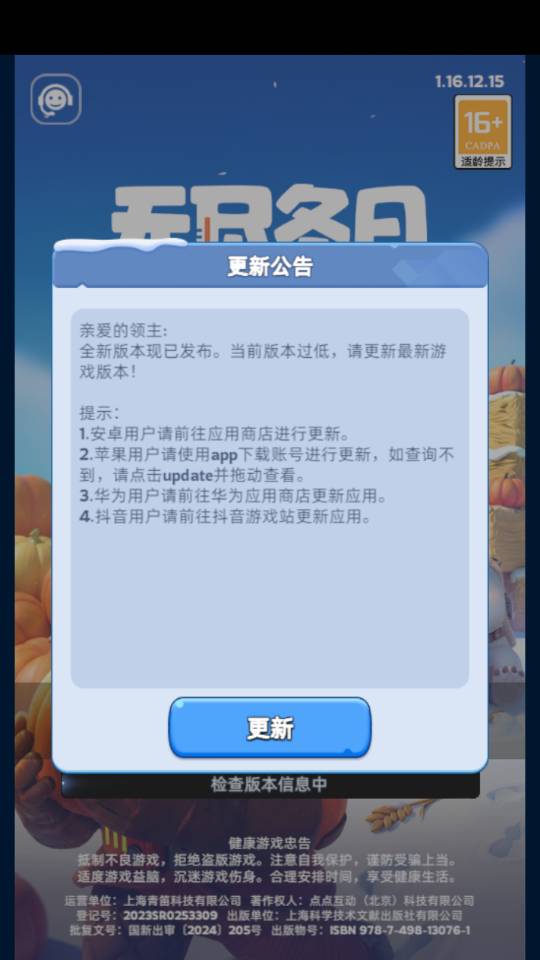 1.16.12.15
16+
CADPA
适龄提示
无尽冬日
更新公告
亲爱的领主:
全新版本现已发布。当前版本过低，请更新最新游
戏版本！
提示：
1.安卓用户请前往应用商店进行更新。
2.苹果用户请使用app下载账号进行更新，如查询不
到，请点击update并拖动查看。
3.华为用户请前往华为应用商店更新应用。
4.抖音用户请前往抖音游戏站更新应用。
更新
检查版本信息中
健康游戏忠告
抵制不良游戏，拒绝盗版游戏。注意自我保护，谨防受骗上当。
适度游戏益脑，沉迷游戏伤身。合理安排时间，享受健康生活。
运营单位：上海青笛科技有限公司 著作权人：点点互动（北京）科技有限公司
登记号：2023SR0253309 出版单位：上海科学技术文献出版社有限公司
批复文号：国新出审〔2024〕205号 出版物号：ISBN 978-7-498-13076-1